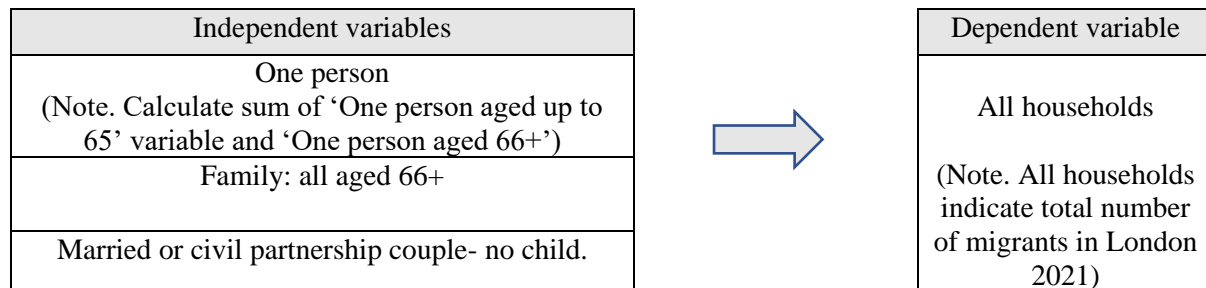 Independent variables
One person
(Note. Calculate sum of ‘One person aged up to
65’ variable and ‘One person aged 66+’)
Family: all aged 66+
Married or civil partnership couple- no child.
Dependent variable
All households
(Note. All households
indicate total number
of migrants in London
2021)